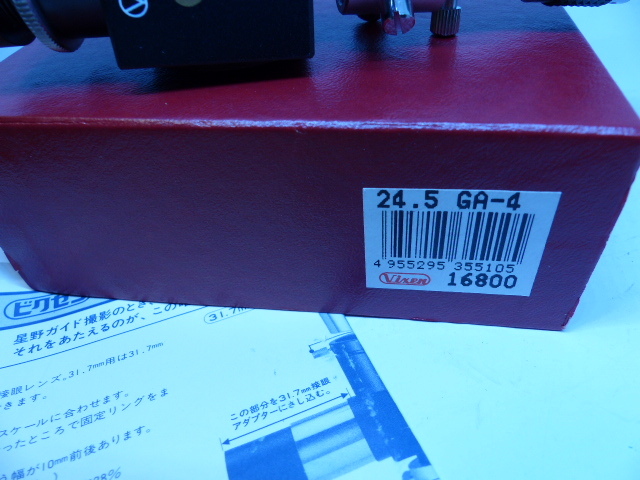 24.5 GA-4
4 955295 355105
Vixen 16800
ビクセン
星野ガイド撮影のとき
それをあたえるのが、この
31.7
接眼レンズ。31.7mm用は31.7mm
きます。
スケールに合わせます。
ったところで固定リングをま
幅が10mm前後あります。
この部分を31.7mm接眼
アダプターにさし込む。